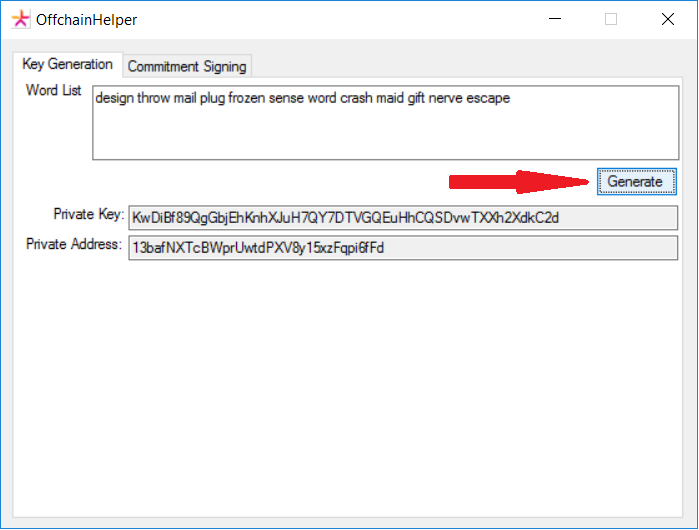 OffchainHelper
Key Generation
Commitment Signing
Word List
design throw mail plug frozen sense word crash maid gift nerve escape
Generate
Private Key:
KwDiBf89QgGbjEhKnhXJuH7QY7DTVGQEuHhCQSDvwTXXh2XdkC2d
Private Address:
13bafNXTcBWprUwtdPXV8y15xzFqpi6fFd